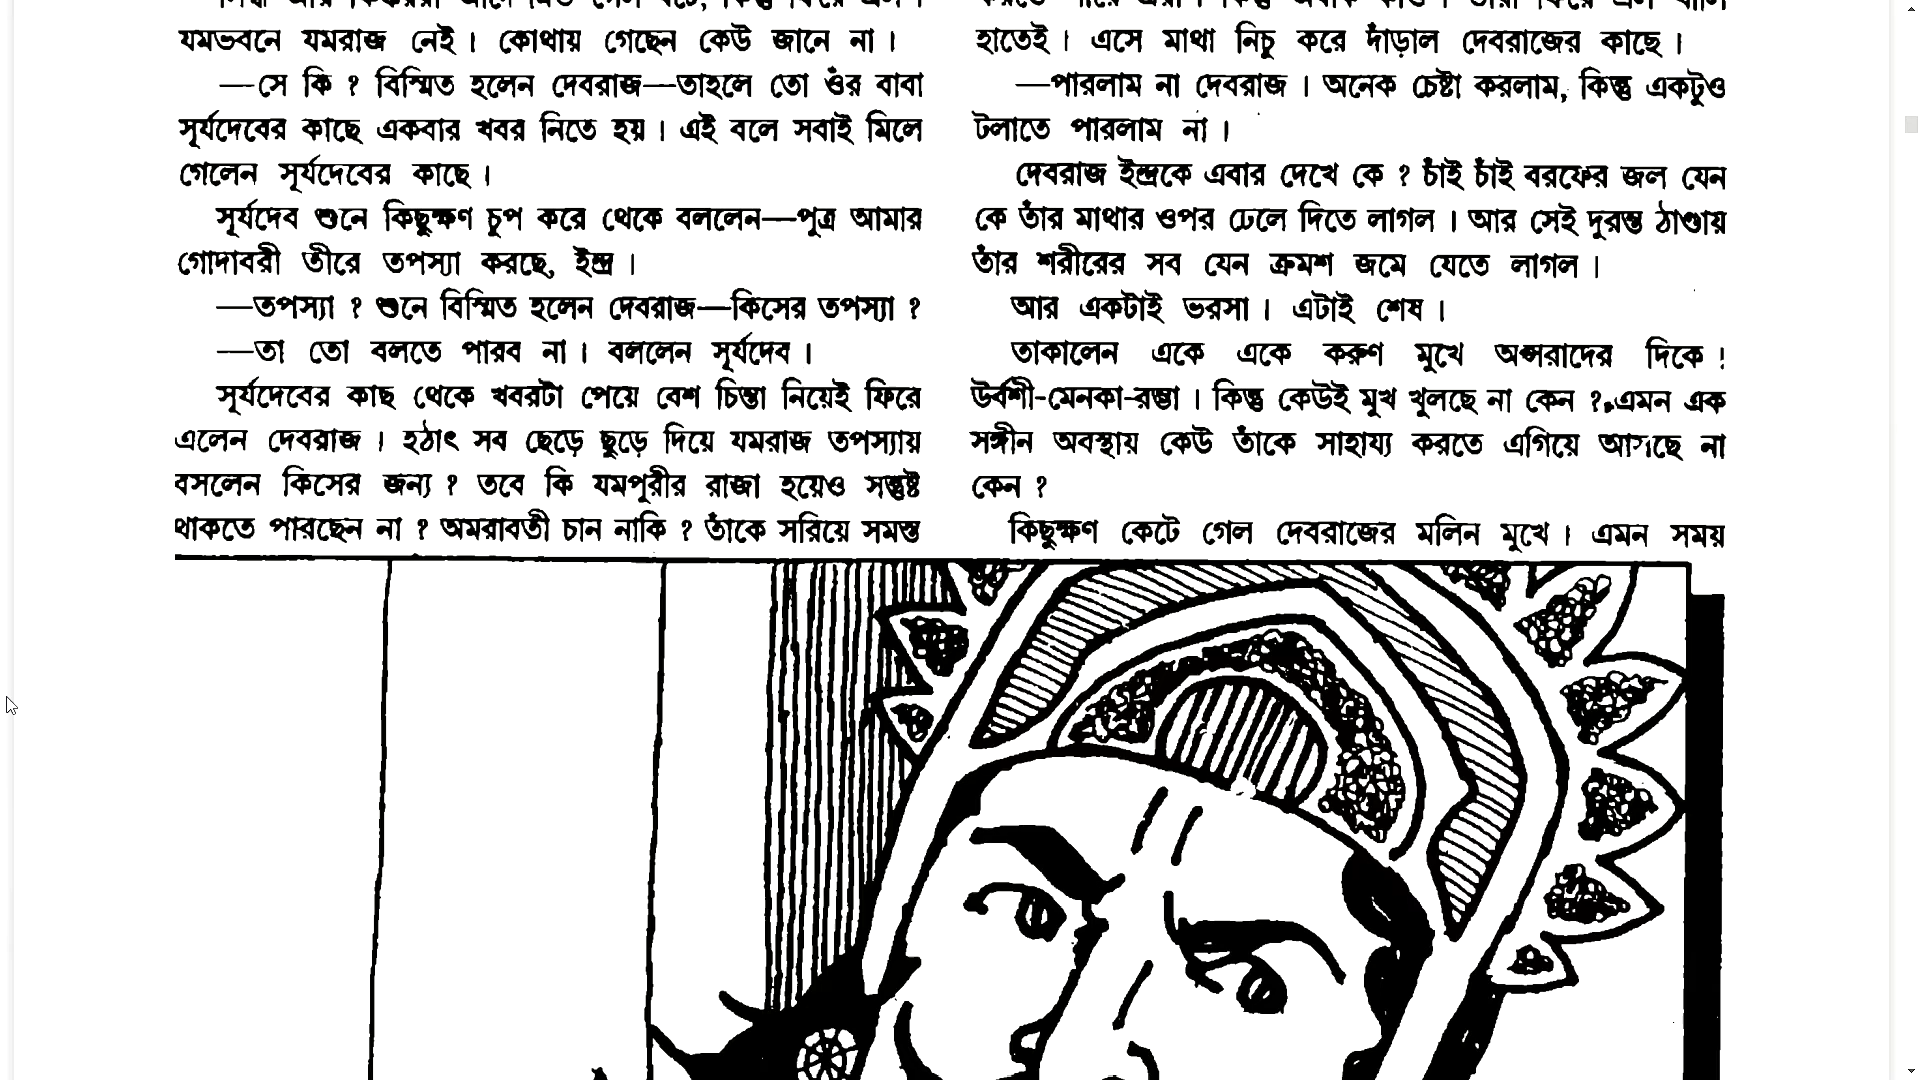 যমভবনে যমরাজ নেই। কোথায় গেছেন কেউ জানে না।
—সে কি ? বিস্মিত হলেন দেবরাজ—তাহলে তো ওঁর বাবা
সূর্যদেবের কাছে একবার খবর নিতে হয়। এই বলে সবাই মিলে
গেলেন সূর্যদেবের কাছে।
সূর্যদেব শুনে কিছুক্ষণ চুপ করে থেকে বললেন—পুত্র আমার
গোদাবরী তীরে তপস্যা করছে, ইন্দ্র।
—তপস্যা ? শুনে বিস্মিত হলেন দেবরাজ—কিসের তপস্যা ?
—তা তো বলতে পারব না। বললেন সূর্যদেব।
সূর্যদেবের কাছ থেকে খবরটা পেয়ে বেশ চিন্তা নিয়েই ফিরে
এলেন দেবরাজ। হঠাৎ সব ছেড়ে ছুড়ে দিয়ে যমরাজ তপস্যায়
বসলেন কিসের জন্য ? তবে কি যমপুরীর রাজা হয়েও সন্তুষ্ট
থাকতে পারছেন না ? অমরাবতী চান নাকি ? তাঁকে সরিয়ে সমস্ত
হাতেই। এসে মাথা নিচু করে দাঁড়াল দেবরাজের কাছে।
—পারলাম না দেবরাজ। অনেক চেষ্টা করলাম, কিন্তু একটুও
টলাতে পারলাম না।
দেবরাজ ইন্দ্রকে এবার দেখে কে ? চাঁই চাঁই বরফের জল যেন
কে তাঁর মাথার ওপর ঢেলে দিতে লাগল। আর সেই দুরন্ত ঠাণ্ডায়
তাঁর শরীরের সব যেন ক্রমশ জমে যেতে লাগল।
আর একটাই ভরসা। এটাই শেষ।
তাকালেন একে একে করুণ মুখে অপ্সরাদের দিকে।
উর্বশী-মেনকা-রম্ভা। কিন্তু কেউই মুখ খুলছে না কেন ? এমন এক
সঙ্গীন অবস্থায় কেউ তাঁকে সাহায্য করতে এগিয়ে আসছে না
কেন ?
কিছুক্ষণ কেটে গেল দেবরাজের মলিন মুখে। এমন সময়